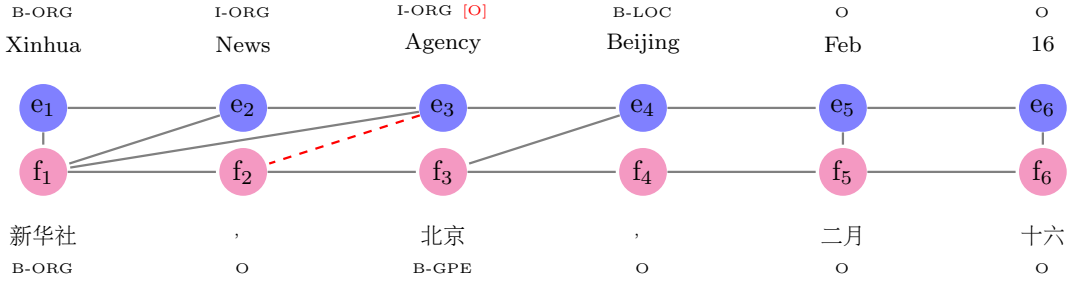 B-ORG I-ORG I-ORG [O] B-LOC O O
Xinhua News Agency Beijing Feb 16
e1 e2 e3 e4 e5 e6
f1 f2 f3 f4 f5 f6
新华社 , 北京 , 二月 十六
B-ORG O B-GPE O O O